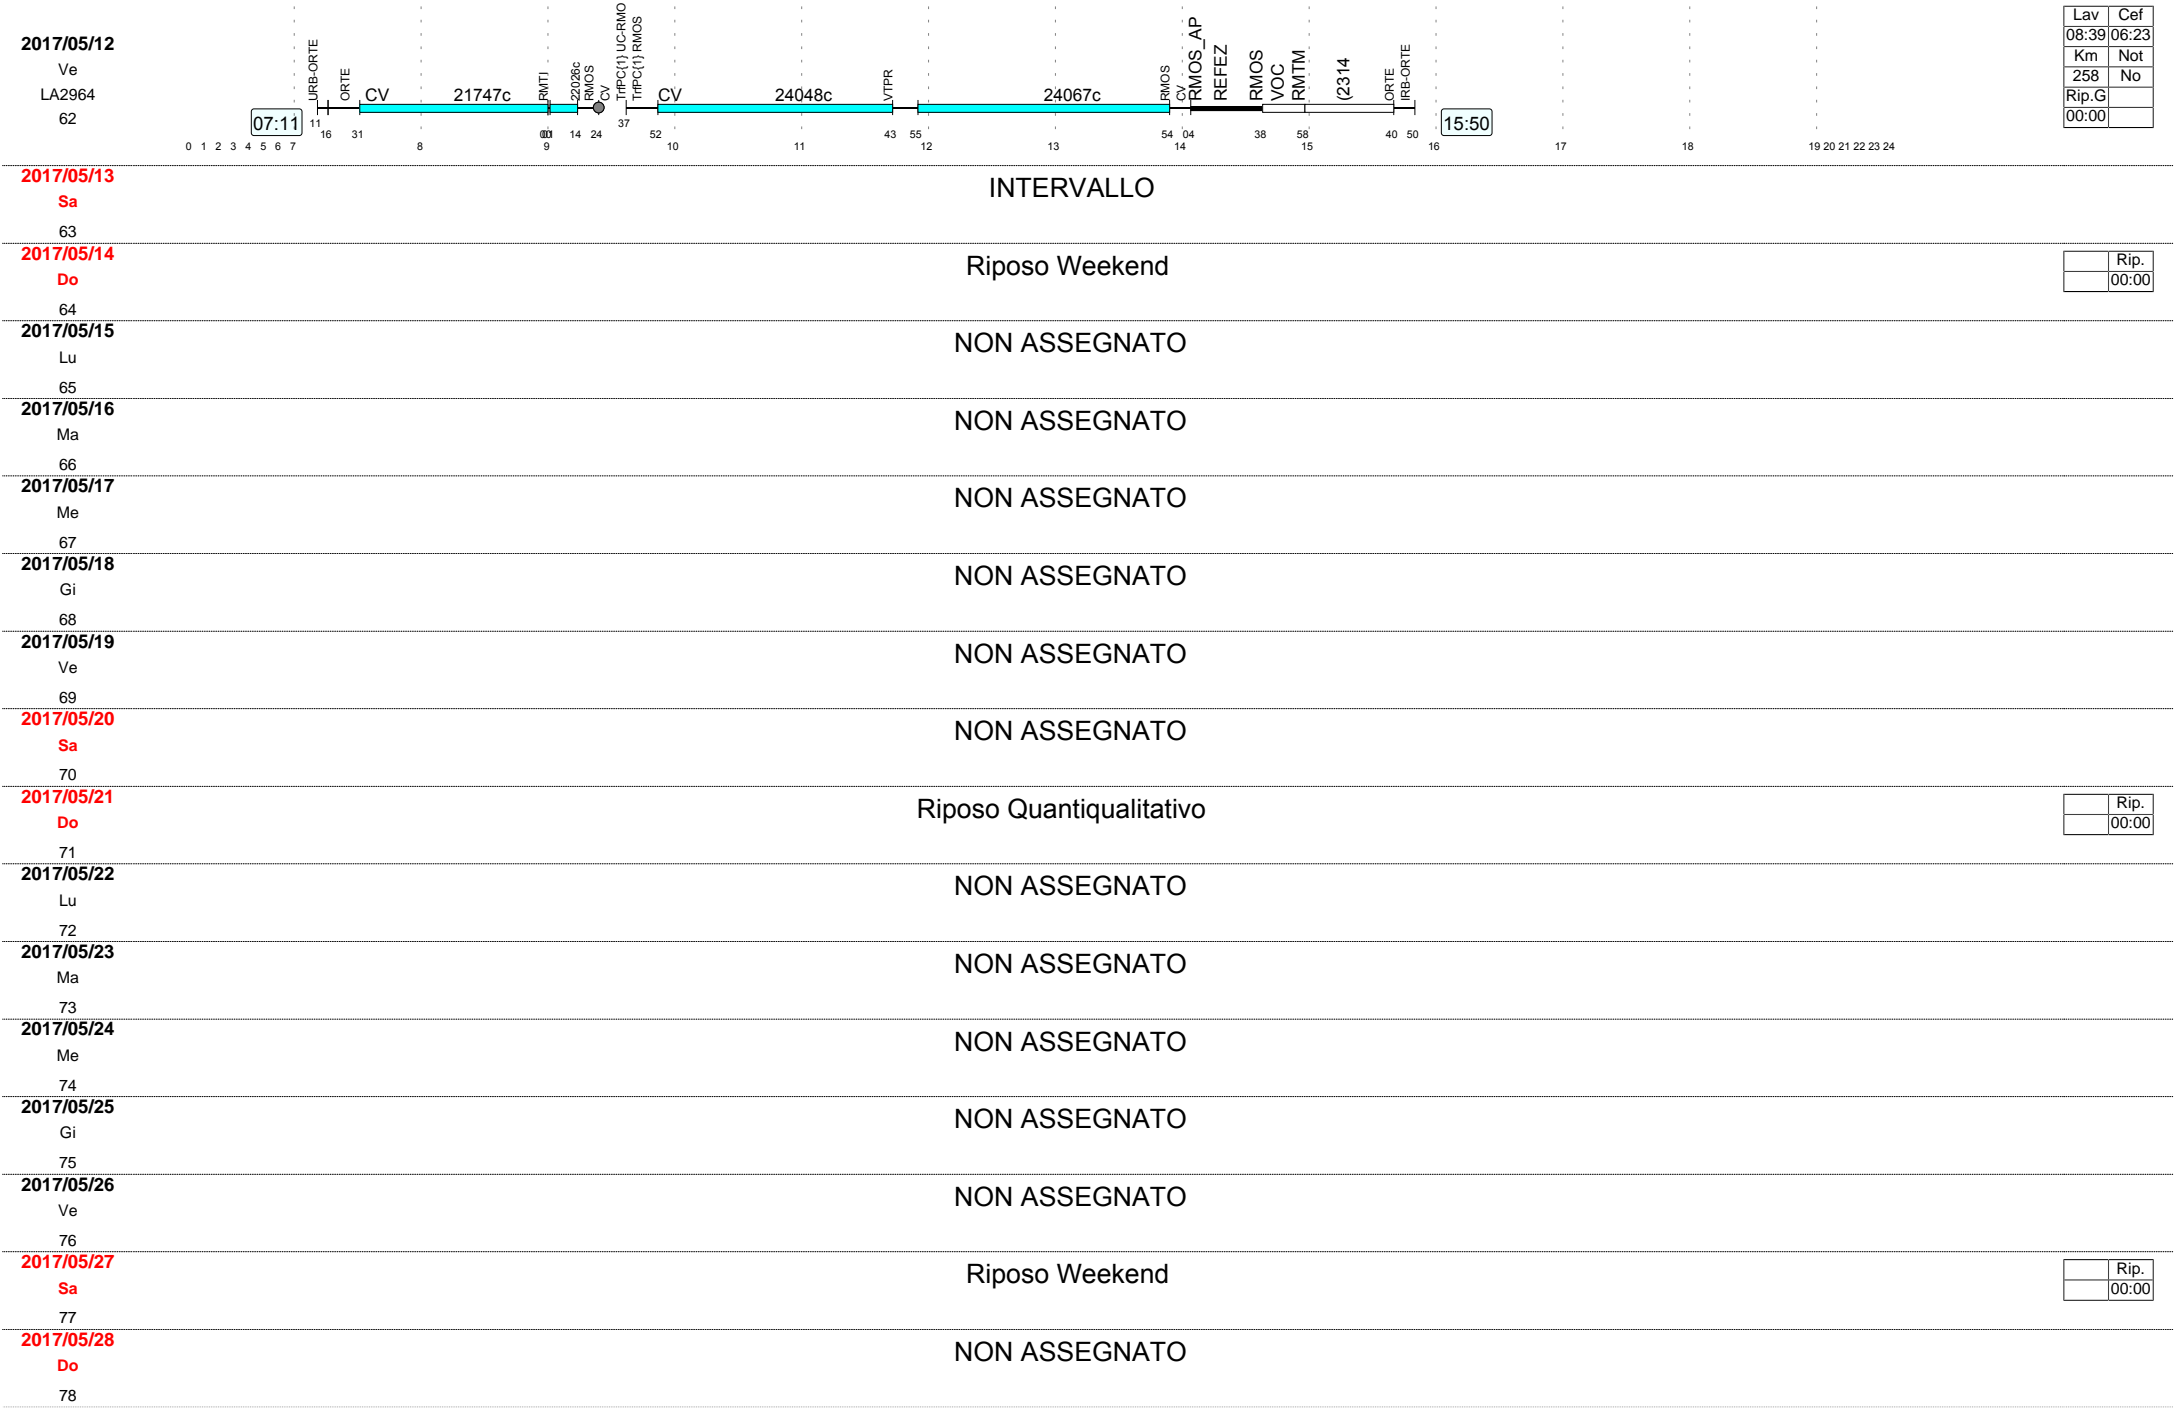 2017/05/12
Ve
LA2964
62
07:11
URB-ORTE
ORTE
CV
21747c
RMTI
22026c
RMOS
CV
TrfPC{1} UC-RMO
TrfPC{1} RMOS
CV
24048c
VTPR
24067c
RMOS
CV
RMOS_AP
REFEZ
RMOS
VOC
RMTM
(2314
ORTE
IRB-ORTE
15:50
11 16 31 00 01 14 24 37 52 43 55 54 04 38 58 40 50
0 1 2 3 4 5 6 7 8 9 10 11 12 13 14 15 16 17 18 19 20 21 22 23 24
Lav Cef
08:39 06:23
Km Not
258 No
Rip.G
00:00
2017/05/13
Sa
63
INTERVALLO
2017/05/14
Do
64
Riposo Weekend
Rip.
00:00
2017/05/15
Lu
65
NON ASSEGNATO
2017/05/16
Ma
66
NON ASSEGNATO
2017/05/17
Me
67
NON ASSEGNATO
2017/05/18
Gi
68
NON ASSEGNATO
2017/05/19
Ve
69
NON ASSEGNATO
2017/05/20
Sa
70
NON ASSEGNATO
2017/05/21
Do
71
Riposo Quantiqualitativo
Rip.
00:00
2017/05/22
Lu
72
NON ASSEGNATO
2017/05/23
Ma
73
NON ASSEGNATO
2017/05/24
Me
74
NON ASSEGNATO
2017/05/25
Gi
75
NON ASSEGNATO
2017/05/26
Ve
76
NON ASSEGNATO
2017/05/27
Sa
77
Riposo Weekend
Rip.
00:00
2017/05/28
Do
78
NON ASSEGNATO